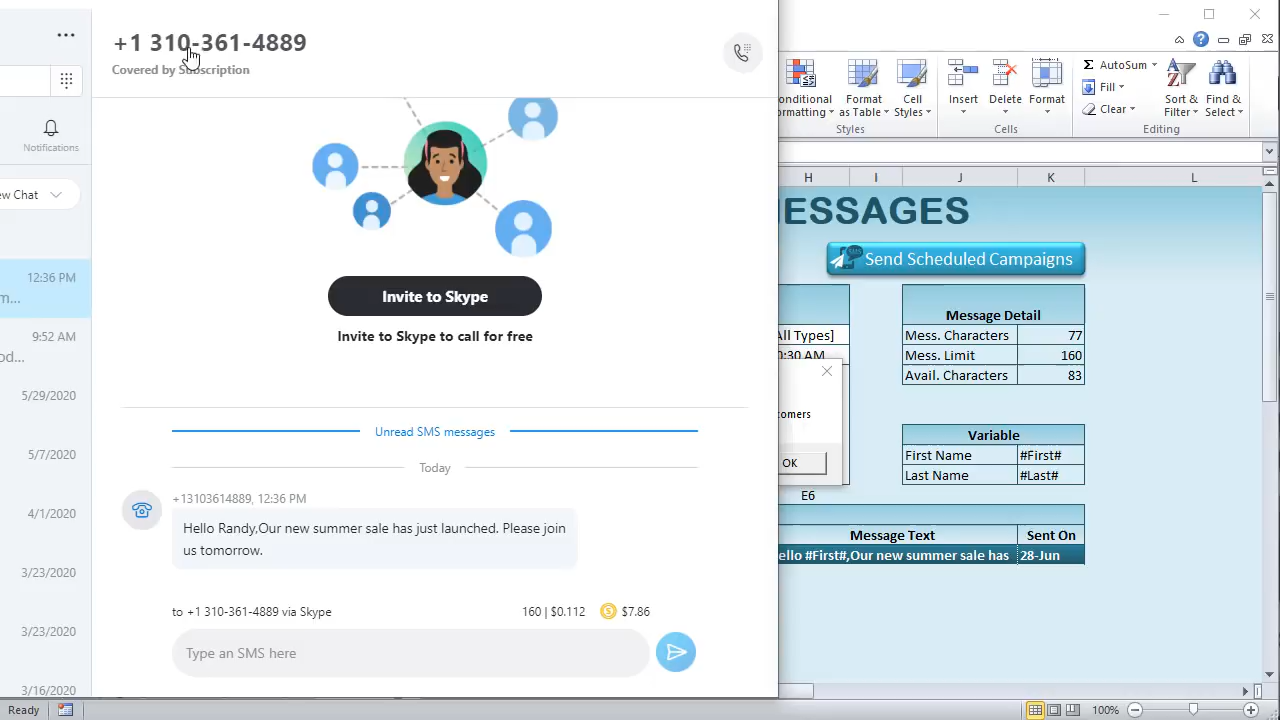 +1 310-361-4889
Covered by Subscription
Notifications
ew Chat
12:36 PM
m...
9:52 AM
od...
5/29/2020
5/7/2020
4/1/2020
3/23/2020
3/23/2020
3/16/2020
Invite to Skype
Invite to Skype to call for free
Unread SMS messages
Today
+13103614889, 12:36 PM
Hello Randy,Our new summer sale has just launched. Please join
us tomorrow.
to +1 310-361-4889 via Skype
160 | $0.112
$7.86
Type an SMS here
onditional
rmatting
Format
as Table
Cell
Styles
Styles
Insert
Delete
Format
Cells
Σ AutoSum
Fill
Clear
Sort &
Filter
Find &
Select
Editing
H I J K L
ESSAGES
Send Scheduled Campaigns
All Types]
0:30 AM
omers
OK
E6
Message Detail
Mess. Characters 77
Mess. Limit 160
Avail. Characters 83
Variable
First Name #First#
Last Name #Last#
Message Text Sent On
ello #First#,Our new summer sale has 28-Jun
Ready
100%